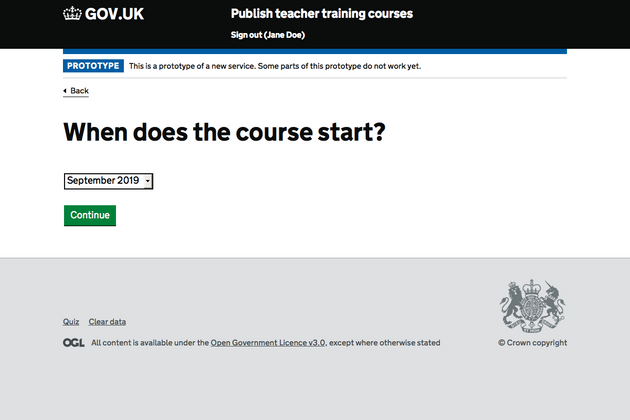 GOV.UK
Publish teacher training courses
Sign out (Jane Doe)
PROTOTYPE This is a prototype of a new service. Some parts of this prototype do not work yet.
Back
When does the course start?
September 2019
Continue
Quiz Clear data
OGL All content is available under the Open Government Licence v3.0, except where otherwise stated
© Crown copyright